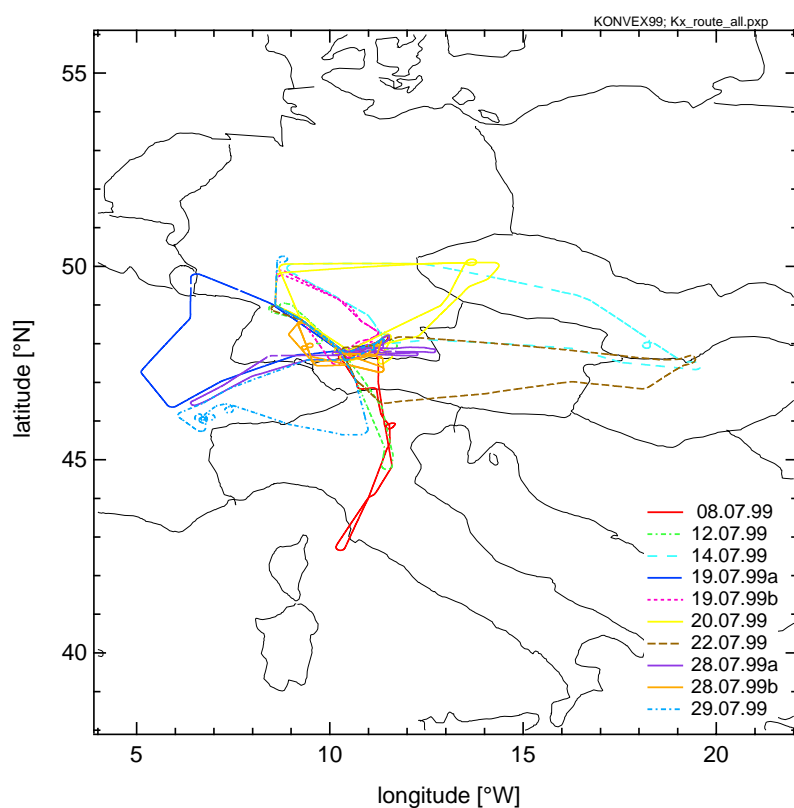 KONVEX99; Kx_route_all.pxp
55
50
45
40
latitude [°N]
08.07.99
12.07.99
14.07.99
19.07.99a
19.07.99b
20.07.99
22.07.99
28.07.99a
28.07.99b
29.07.99
5 10 15 20
longitude [°W]